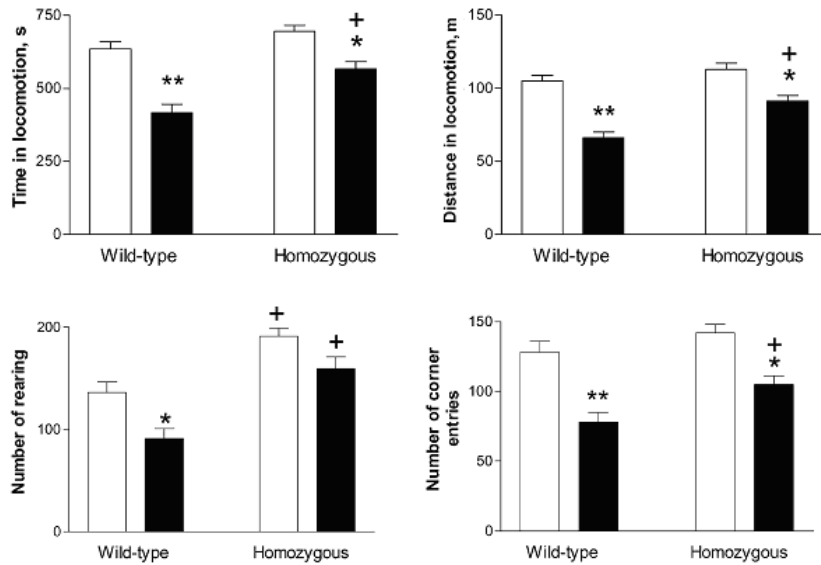 Time in locomotion, s
750
500
250
0
**
+
*
Wild-type
Homozygous
Distance in locomotion, m
150
100
50
0
**
+
*
Wild-type
Homozygous
Number of rearing
200
100
0
*
+
+
Wild-type
Homozygous
Number of corner
entries
150
100
50
0
**
+
*
Wild-type
Homozygous